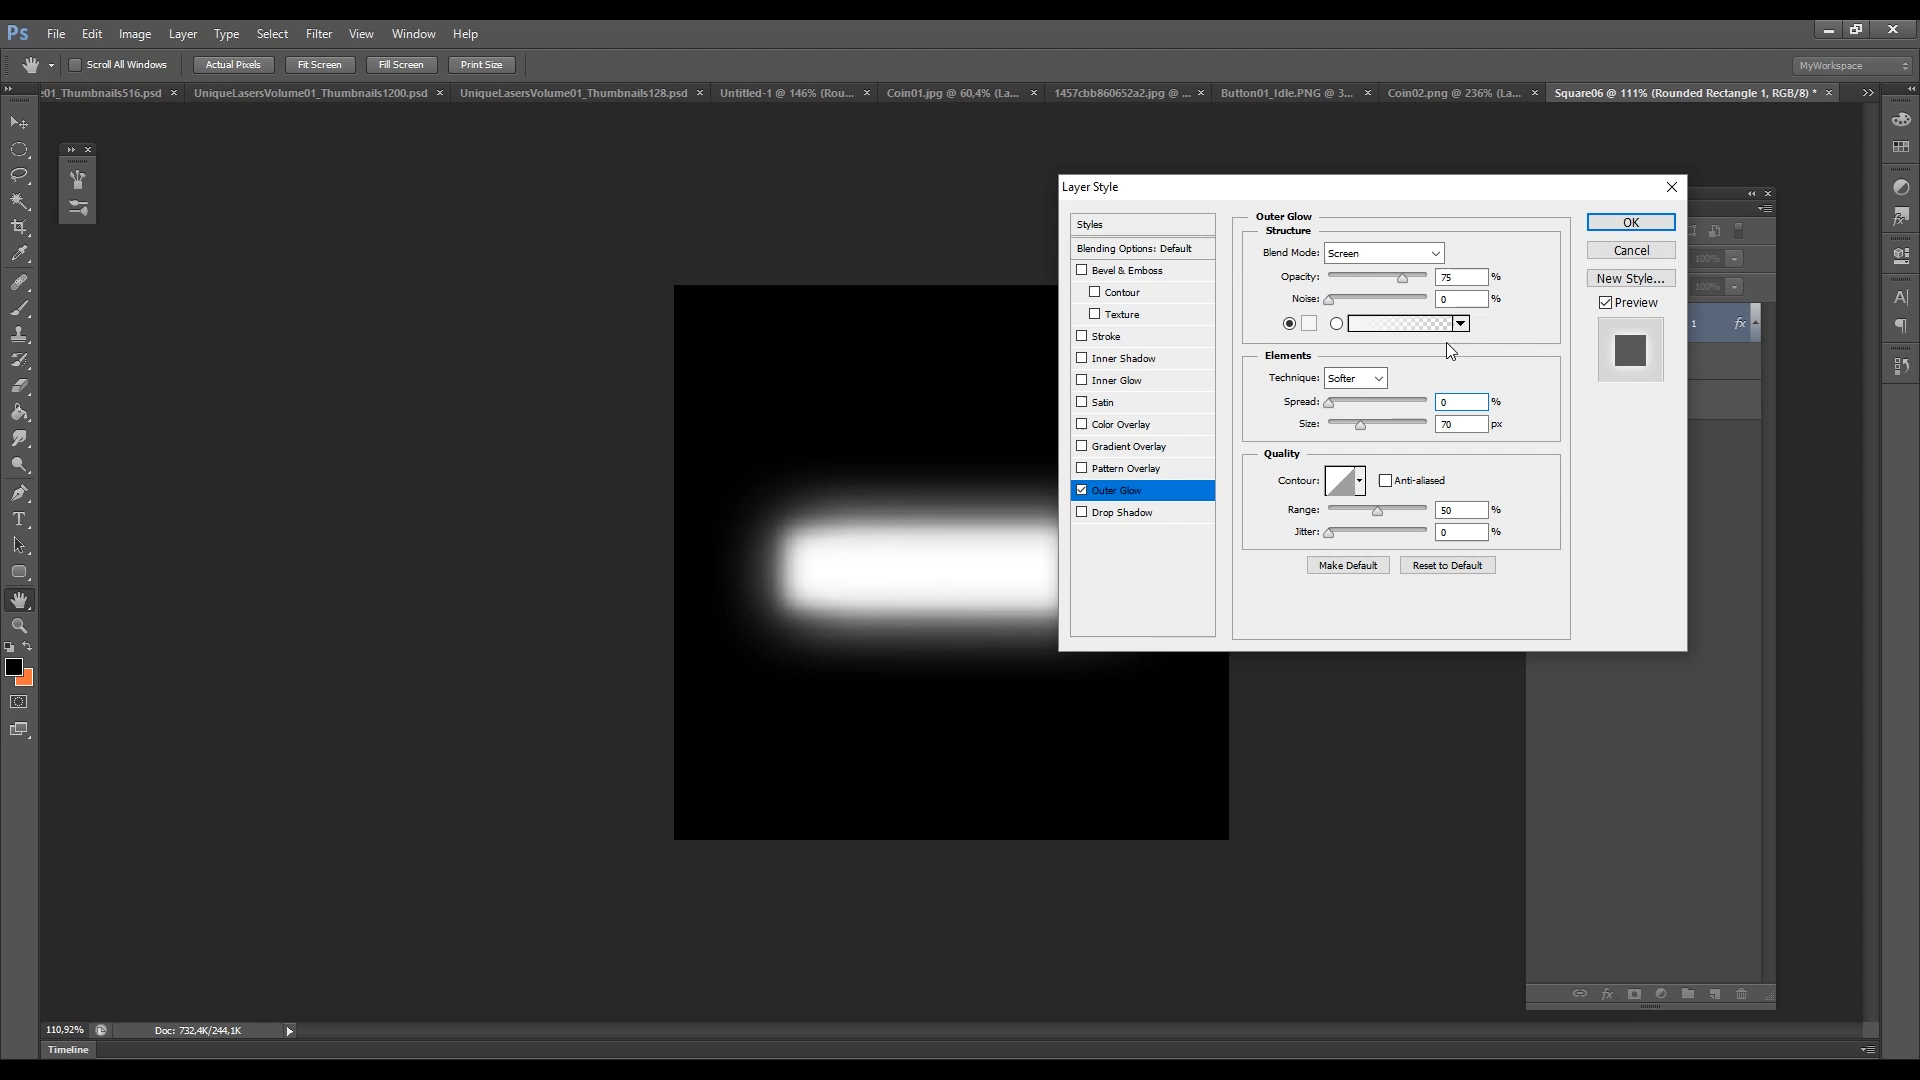 Ps File Edit Image Layer Type Select Filter View Window Help
Scroll All Windows Actual Pixels Fit Screen Fill Screen Print Size MyWorkspace
e01_Thumbnails516.psd × UniqueLasersVolume01_Thumbnails1200.psd × UniqueLasersVolume01_Thumbnails128.psd × Untitled-1 @ 146% (Rou... × Coin01.jpg @ 60,4% (La... × 1457cbb860652a2.jpg @ ... × Button01_Idle.PNG @ 3... × Coin02.png @ 236% (La... × Square06 @ 111% (Rounded Rectangle 1, RGB/8) * ×
Layer Style
Styles
Blending Options: Default
Bevel & Emboss
Contour
Texture
Stroke
Inner Shadow
Inner Glow
Satin
Color Overlay
Gradient Overlay
Pattern Overlay
Outer Glow
Drop Shadow
Outer Glow
Structure
Blend Mode: Screen
Opacity: 75 %
Noise: 0 %
Elements
Technique: Softer
Spread: 0 %
Size: 70 px
Quality
Contour: Anti-aliased
Range: 50 %
Jitter: 0 %
Make Default Reset to Default
OK
Cancel
New Style...
Preview
100%
100%
1 fx
fx
A
T
110,92% Doc: 732,4K/244,1K
Timeline